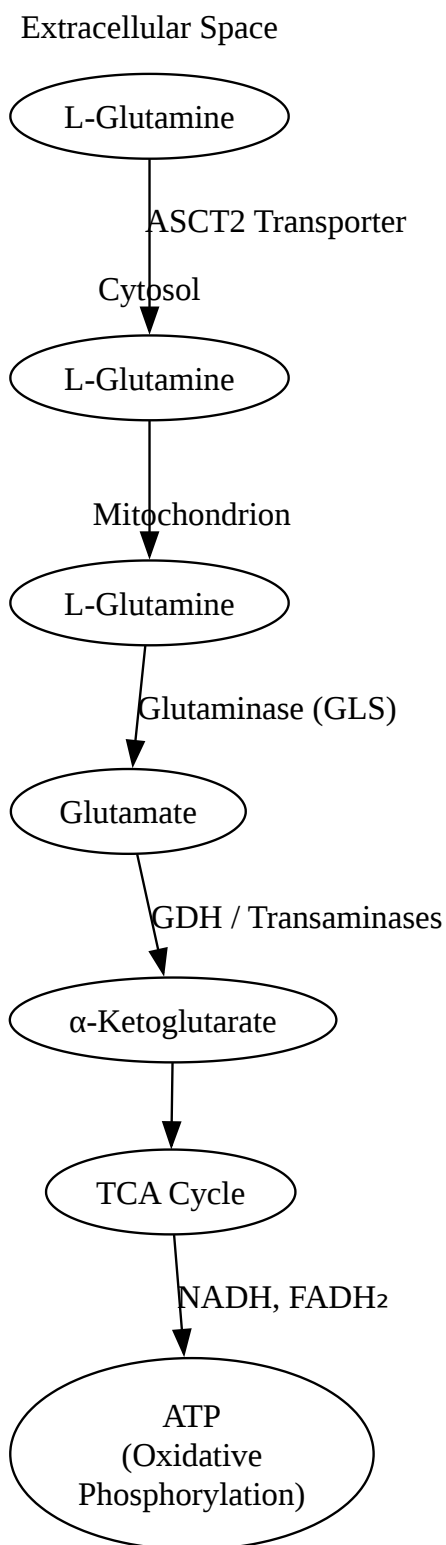 Extracellular Space
L-Glutamine
ASCT2 Transporter
Cytosol
L-Glutamine
Mitochondrion
L-Glutamine
Glutaminase (GLS)
Glutamate
GDH / Transaminases
α-Ketoglutarate
TCA Cycle
NADH, FADH₂
ATP
(Oxidative
Phosphorylation)